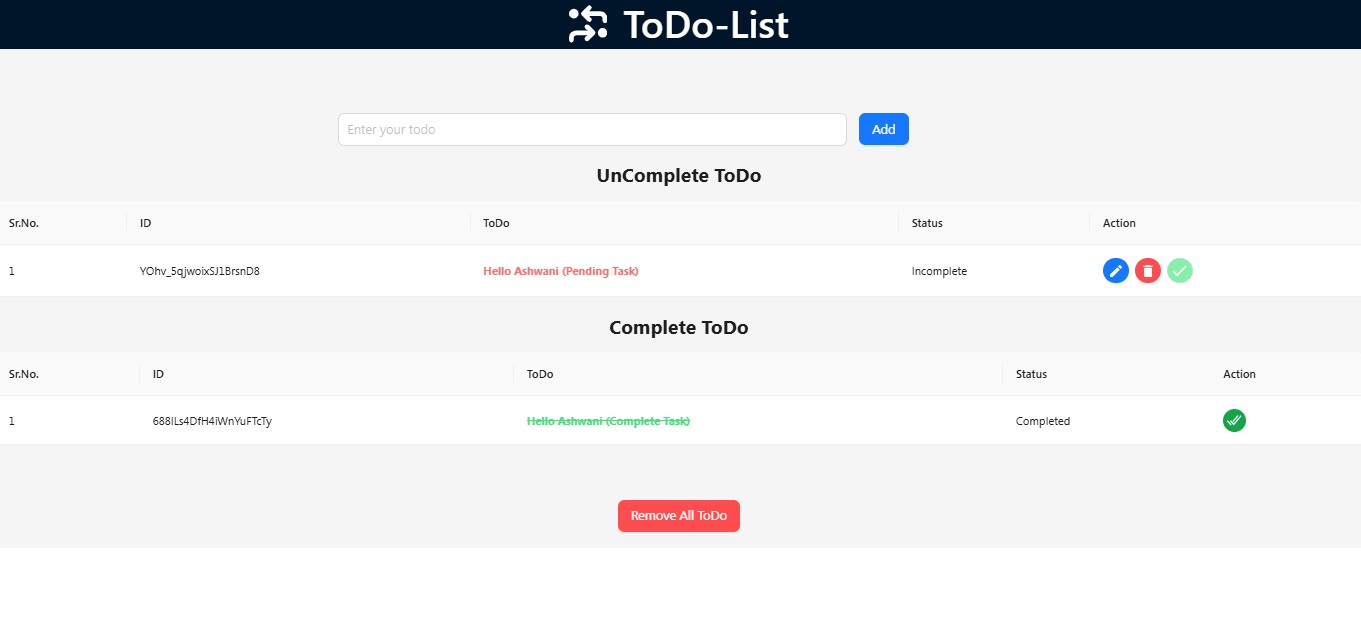 ToDo-List
Enter your todo
Add
UnComplete ToDo
Sr.No. ID ToDo Status Action
1 YOhv_5qjwoixSJ1BrsnD8 Hello Ashwani (Pending Task) Incomplete
Complete ToDo
Sr.No. ID ToDo Status Action
1 688ILs4DfH4iWnYuFTcTy Hello Ashwani (Complete Task) Completed
Remove All ToDo